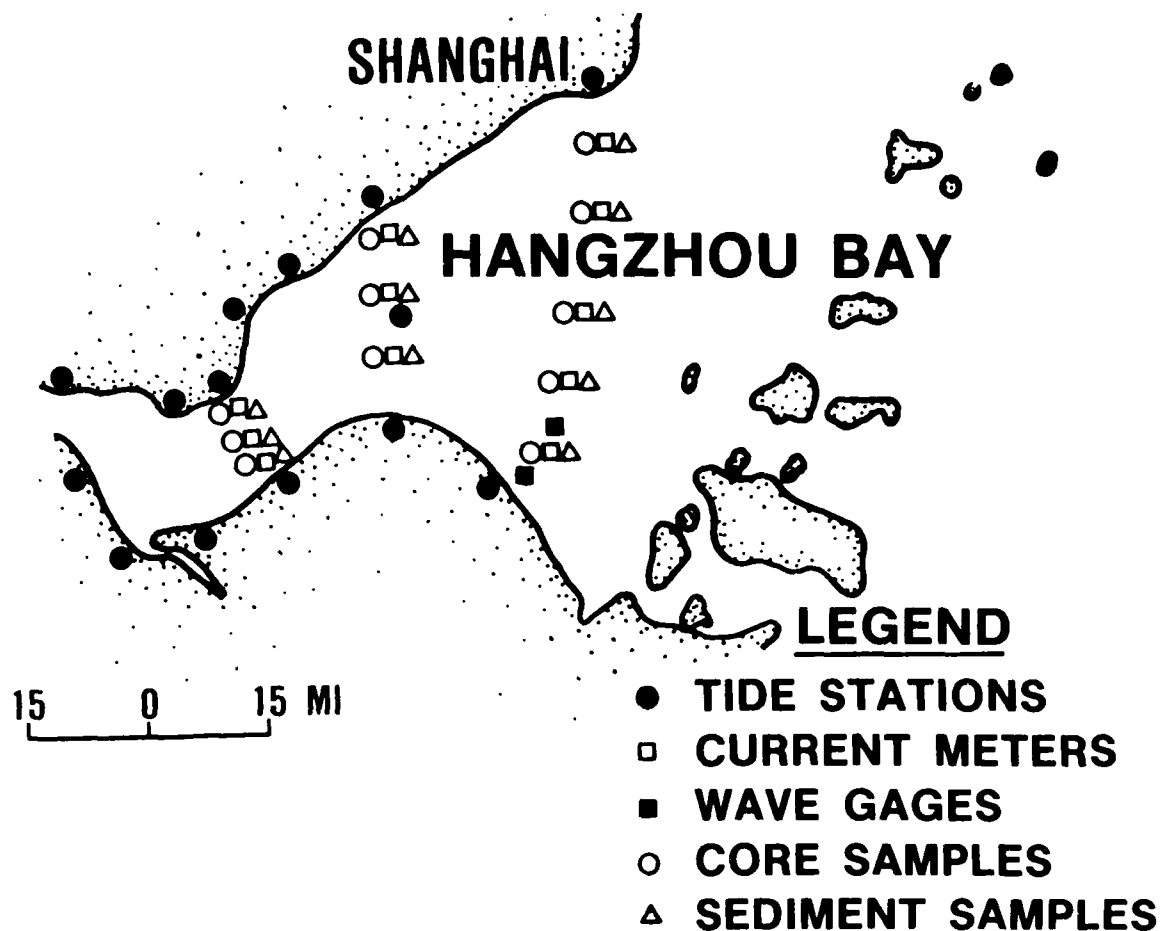 SHANGHAI
HANGZHOU BAY
LEGEND
15 0 15 MI
TIDE STATIONS
CURRENT METERS
WAVE GAGES
CORE SAMPLES
SEDIMENT SAMPLES